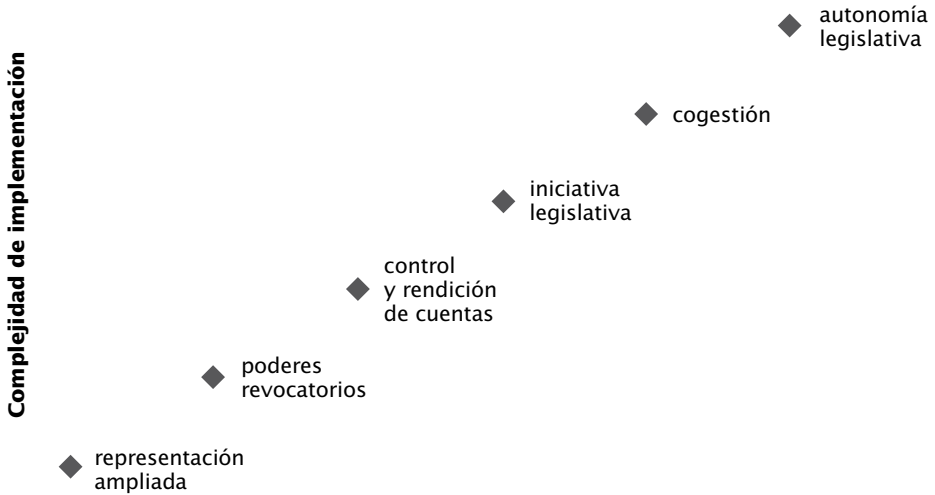 autonomía
legislativa
cogestión
iniciativa
legislativa
control
y rendición
de cuentas
poderes
revocatorios
representación
ampliada
Complejidad de implementación